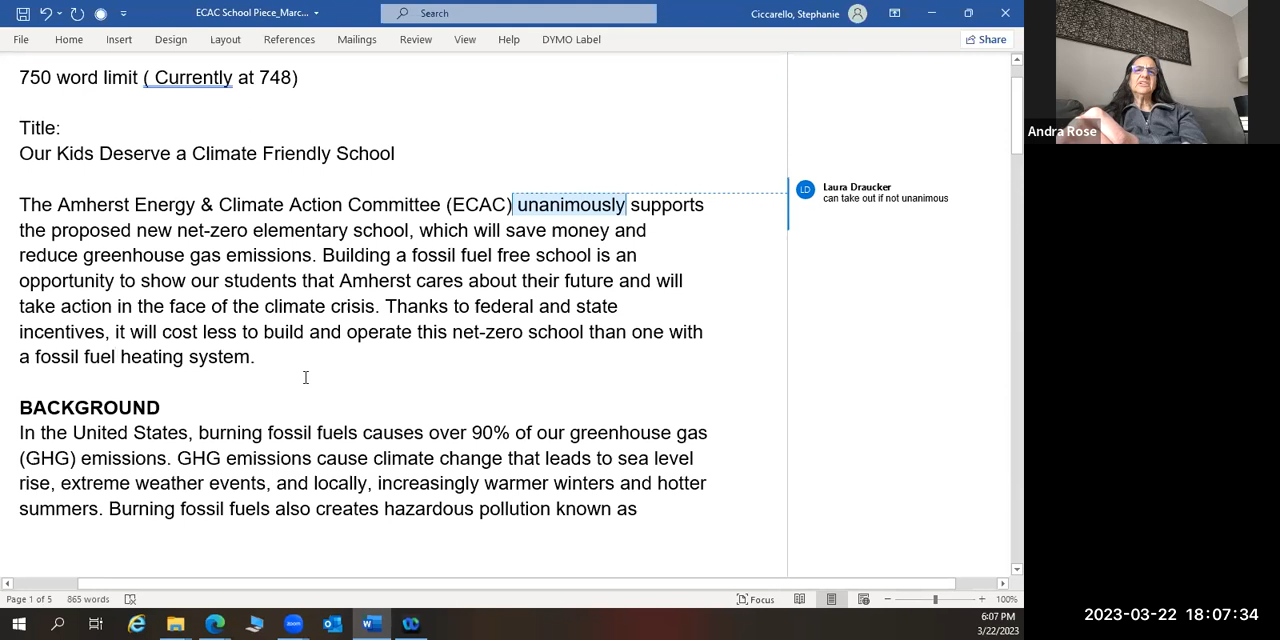 ECAC School Piece_Marc...
Search
Ciccarello, Stephanie
File Home Insert Design Layout References Mailings Review View Help DYMO Label
Share
750 word limit ( Currently at 748)
Title:
Our Kids Deserve a Climate Friendly School
The Amherst Energy & Climate Action Committee (ECAC) unanimously supports
the proposed new net-zero elementary school, which will save money and
reduce greenhouse gas emissions. Building a fossil fuel free school is an
opportunity to show our students that Amherst cares about their future and will
take action in the face of the climate crisis. Thanks to federal and state
incentives, it will cost less to build and operate this net-zero school than one with
a fossil fuel heating system.
BACKGROUND
In the United States, burning fossil fuels causes over 90% of our greenhouse gas
(GHG) emissions. GHG emissions cause climate change that leads to sea level
rise, extreme weather events, and locally, increasingly warmer winters and hotter
summers. Burning fossil fuels also creates hazardous pollution known as
LD
Laura Draucker
can take out if not unanimous
Page 1 of 5 865 words
Focus
100%
zoom
6:07 PM
3/22/2023
Andra Rose
2023-03-22 18:07:34